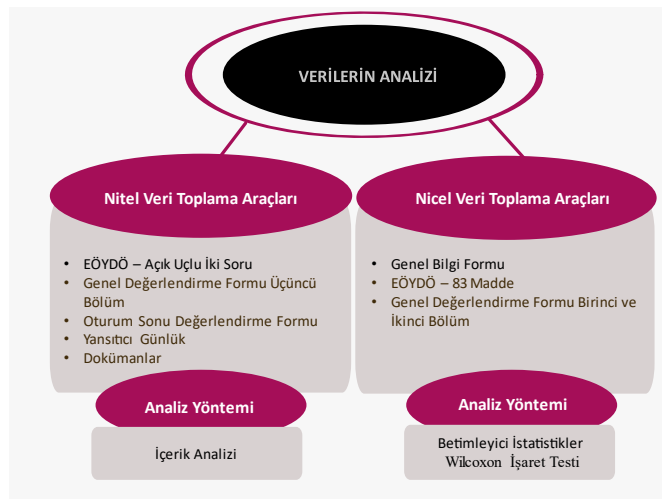 VERİLERİN ANALİZİ
Nitel Veri Toplama Araçları
• EÖYDÖ – Açık Uçlu İki Soru
• Genel Değerlendirme Formu Üçüncü
Bölüm
• Oturum Sonu Değerlendirme Formu
• Yansıtıcı Günlük
• Dokümanlar
Analiz Yöntemi
İçerik Analizi
Nicel Veri Toplama Araçları
• Genel Bilgi Formu
• EÖYDÖ – 83 Madde
• Genel Değerlendirme Formu Birinci ve
İkinci Bölüm
Analiz Yöntemi
Betimleyici İstatistikler
Wilcoxon İşaret Testi